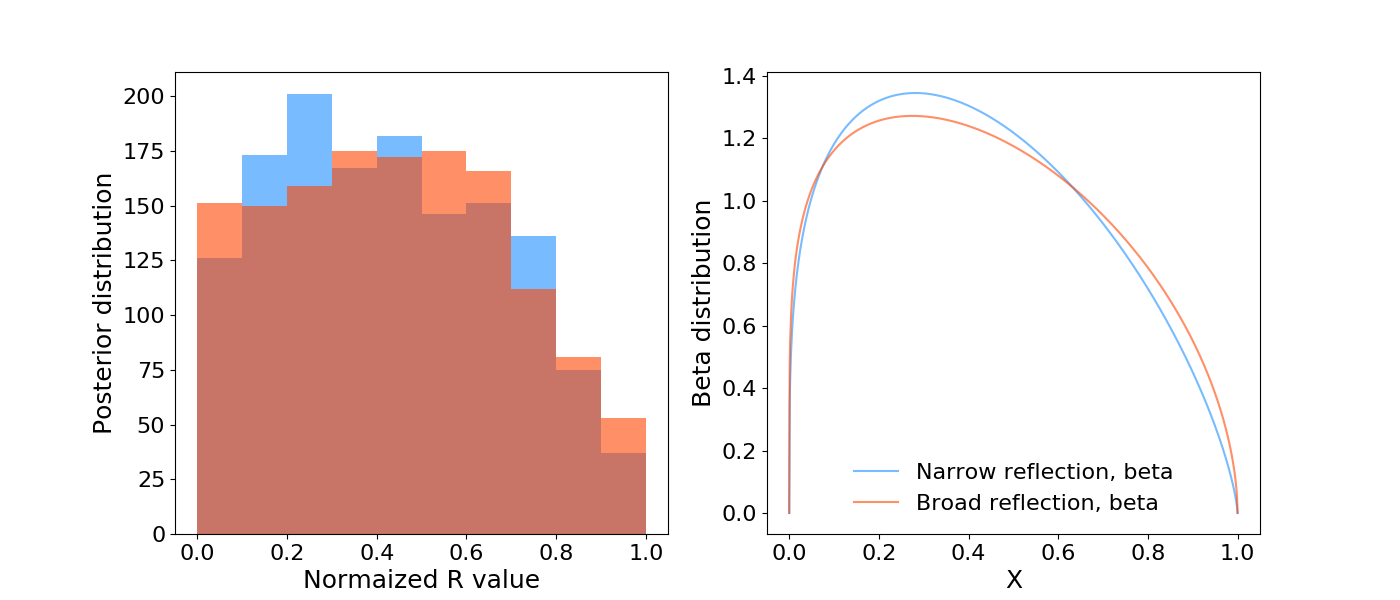 200
175
150
125
100
75
50
25
0
Posterior distribution
0.0 0.2 0.4 0.6 0.8 1.0
Normaized R value
1.4
1.2
1.0
0.8
0.6
0.4
0.2
0.0
Beta distribution
Narrow reflection, beta
Broad reflection, beta
0.0 0.2 0.4 0.6 0.8 1.0
X